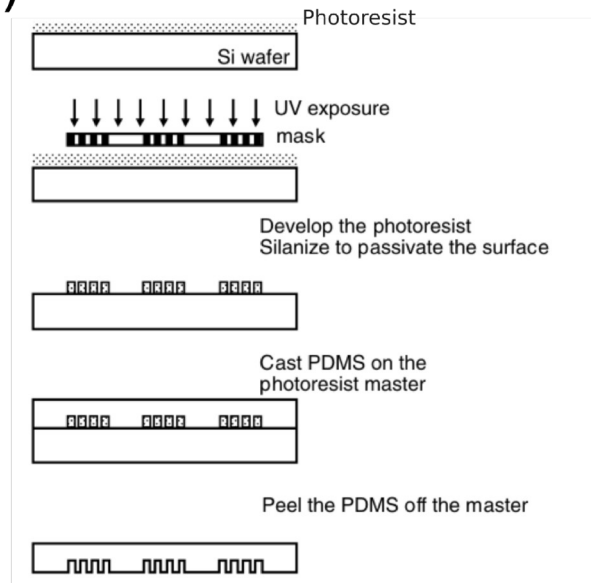 )
Photoresist
Si wafer
UV exposure
mask
Develop the photoresist
Silanize to passivate the surface
Cast PDMS on the
photoresist master
Peel the PDMS off the master